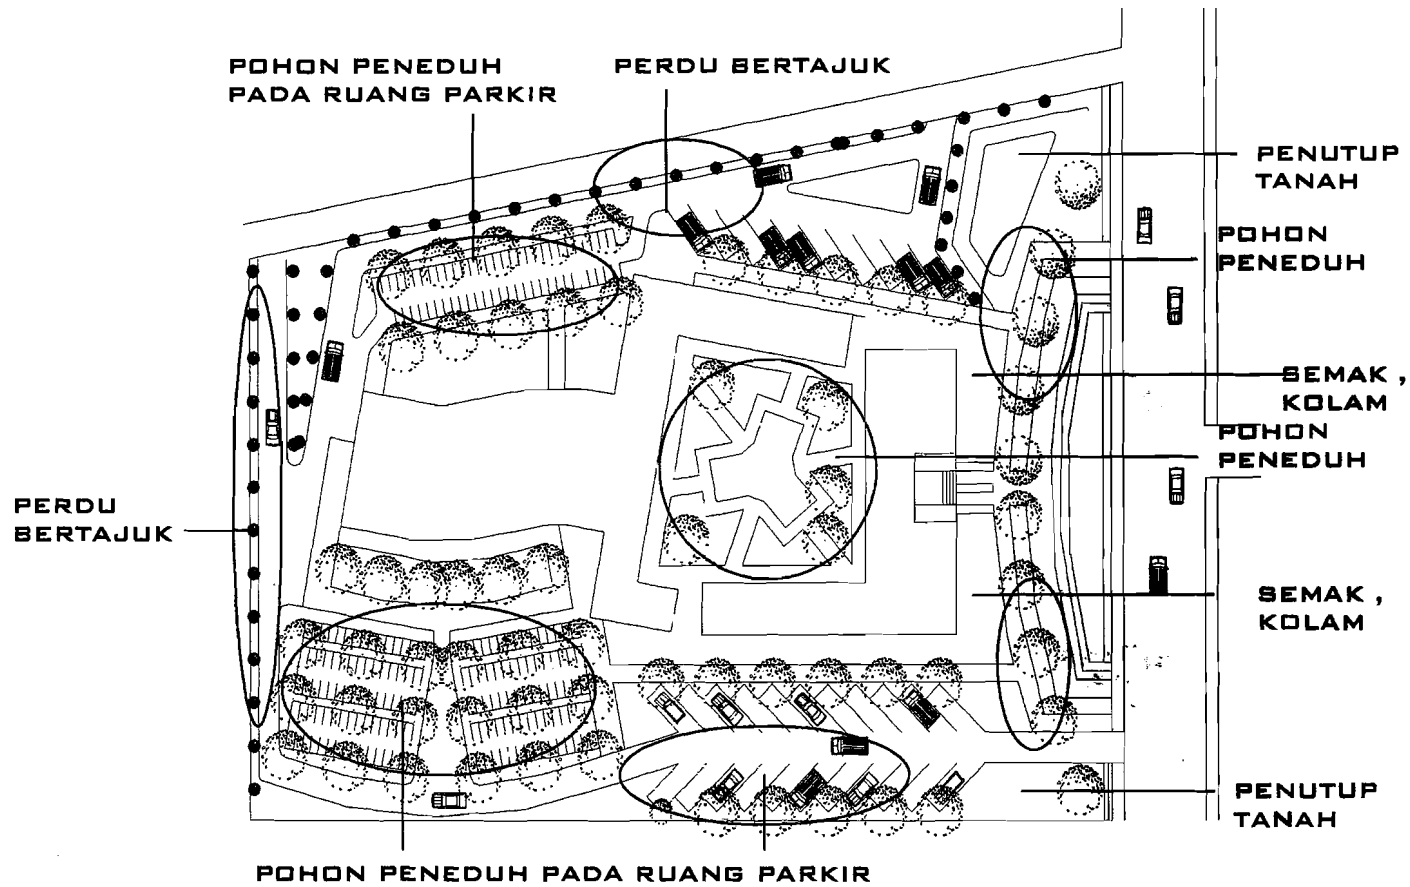 POHON PENEDUH
PADA RUANG PARKIR
PERDU BERTAJUK
PENUTUP
TANAH
POHON
PENEDUH
SEMAK ,
KOLAM
POHON
PENEDUH
PERDU
BERTAJUK
SEMAK ,
KOLAM
PENUTUP
TANAH
POHON PENEDUH PADA RUANG PARKIR